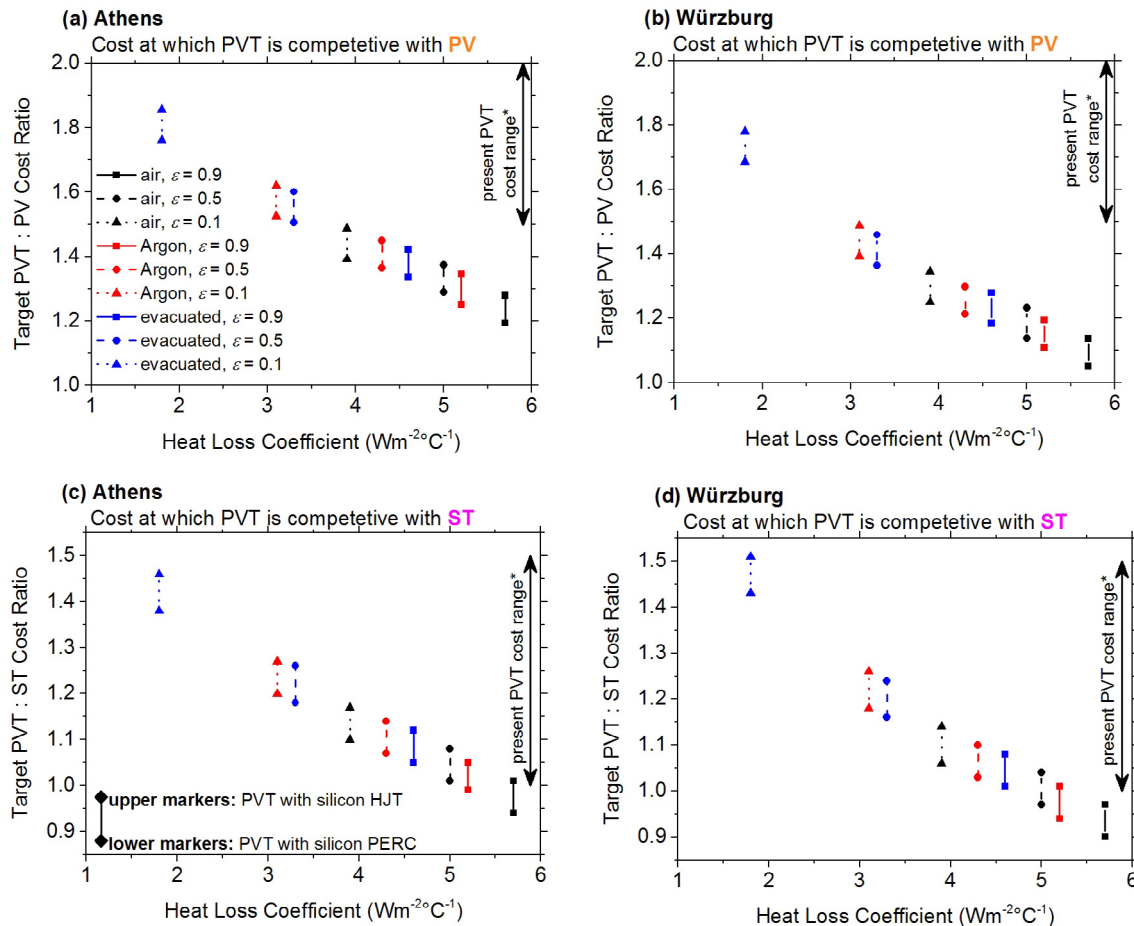 (a) Athens
Cost at which PVT is competetive with PV
2.0
1.8
1.6
1.4
1.2
1.0
Target PVT : PV Cost Ratio
air, ε = 0.9
air, ε = 0.5
air, ε = 0.1
Argon, ε = 0.9
Argon, ε = 0.5
Argon, ε = 0.1
evacuated, ε = 0.9
evacuated, ε = 0.5
evacuated, ε = 0.1
present PVT
cost range*
1 2 3 4 5 6
Heat Loss Coefficient (Wm⁻²°C⁻¹)
(b) Würzburg
Cost at which PVT is competetive with PV
2.0
1.8
1.6
1.4
1.2
1.0
Target PVT : PV Cost Ratio
present PVT
cost range*
1 2 3 4 5 6
Heat Loss Coefficient (Wm⁻²°C⁻¹)
(c) Athens
Cost at which PVT is competetive with ST
1.5
1.4
1.3
1.2
1.1
1.0
0.9
Target PVT : ST Cost Ratio
present PVT cost range*
upper markers: PVT with silicon HJT
lower markers: PVT with silicon PERC
1 2 3 4 5 6
Heat Loss Coefficient (Wm⁻²°C⁻¹)
(d) Würzburg
Cost at which PVT is competetive with ST
1.5
1.4
1.3
1.2
1.1
1.0
0.9
Target PVT : ST Cost Ratio
present PVT cost range*
1 2 3 4 5 6
Heat Loss Coefficient (Wm⁻²°C⁻¹)